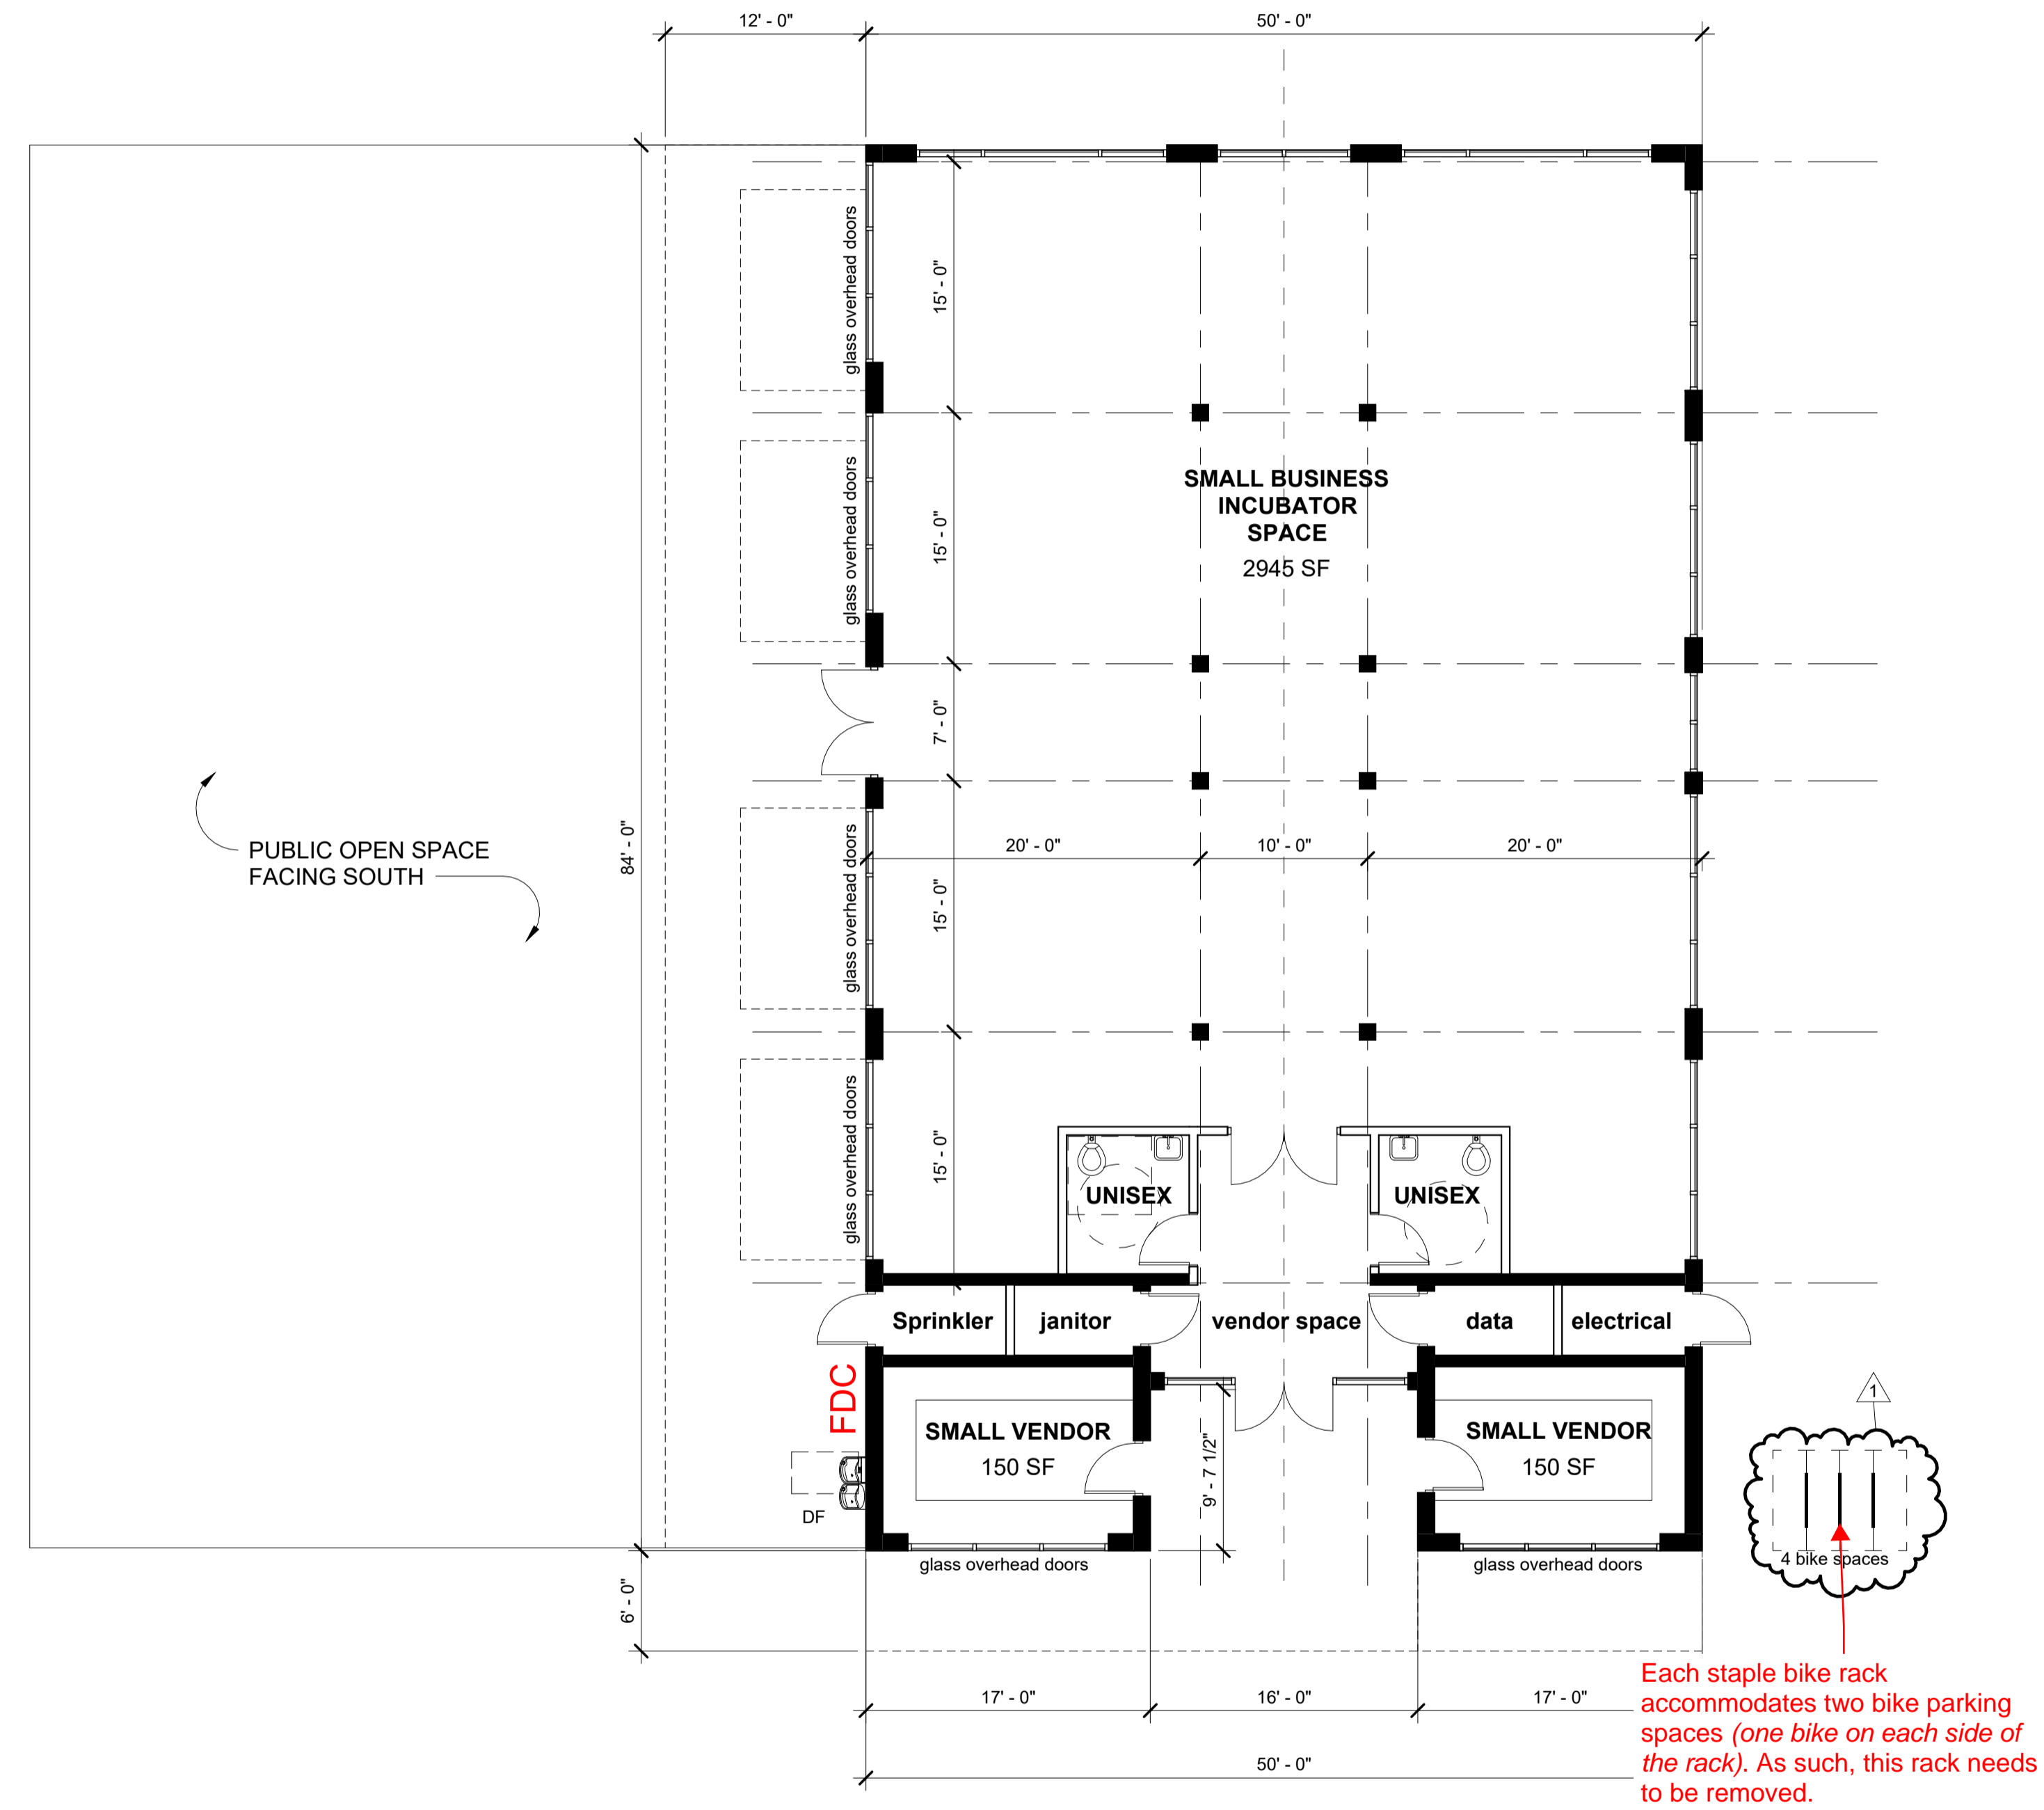 12' - 0"
50' - 0"
glass overhead doors
15' - 0"
glass overhead doors
15' - 0"
SMALL BUSINESS
INCUBATOR
SPACE
2945 SF
7' - 0"
PUBLIC OPEN SPACE
FACING SOUTH
84' - 0"
glass overhead doors
15' - 0"
20' - 0"
10' - 0"
20' - 0"
glass overhead doors
15' - 0"
UNISEX
UNISEX
Sprinkler
janitor
vendor space
data
electrical
FDC
SMALL VENDOR
150 SF
9' - 7 1/2"
SMALL VENDOR
150 SF
1
DF
4 bike spaces
glass overhead doors
glass overhead doors
6' - 0"
17' - 0"
16' - 0"
17' - 0"
50' - 0"
Each staple bike rack
accommodates two bike parking
spaces (one bike on each side of
the rack). As such, this rack needs
to be removed.